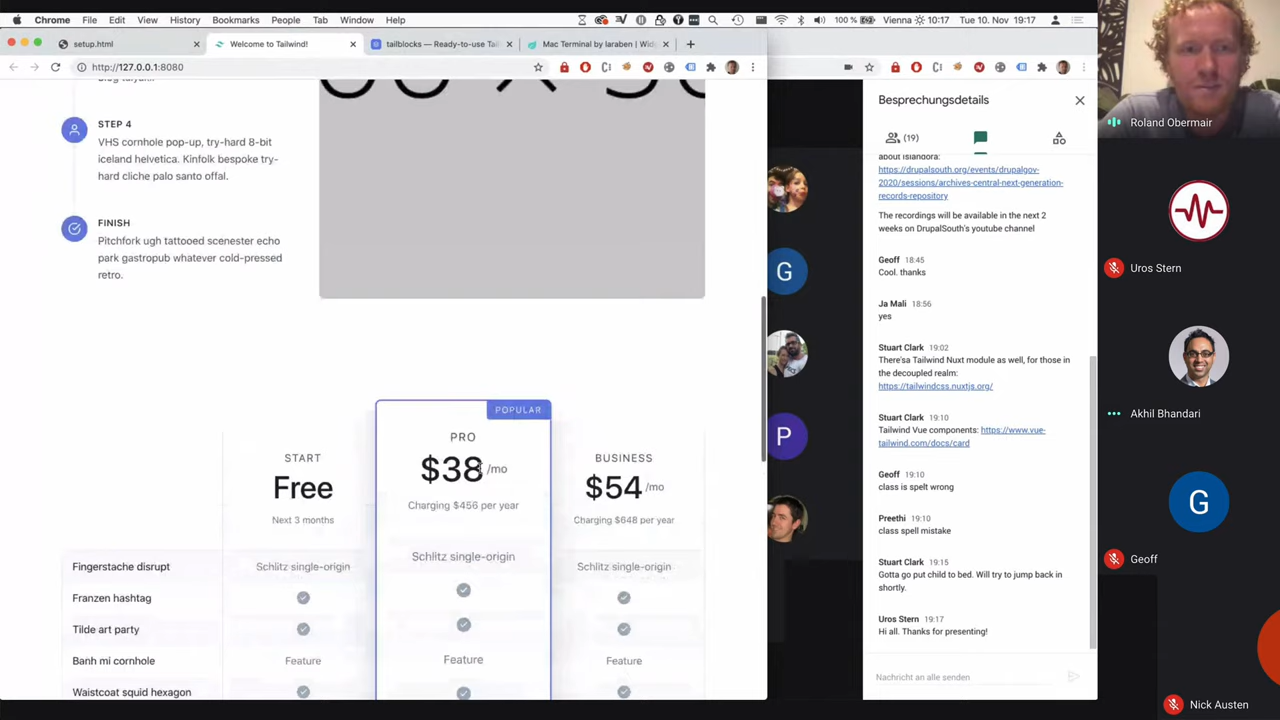 Chrome File Edit View History Bookmarks People Tab Window Help
100 % Vienna 10:17 Tue 10. Nov 19:17
setup.html
Welcome to Tailwind!
tailblocks — Ready-to-use Tail
Mac Terminal by laraben | Wid
http://127.0.0.1:8080
STEP 4
VHS cornhole pop-up, try-hard 8-bit
iceland helvetica. Kinfolk bespoke try-
hard cliche palo santo offal.
FINISH
Pitchfork ugh tattooed scenester echo
park gastropub whatever cold-pressed
retro.
POPULAR
START
Free
Next 3 months
PRO
$38 /mo
Charging $456 per year
BUSINESS
$54 /mo
Charging $648 per year
Fingerstache disrupt
Schlitz single-origin
Schlitz single-origin
Schlitz single-origin
Franzen hashtag
Tilde art party
Banh mi cornhole
Feature
Feature
Feature
Waistcoat squid hexagon
Besprechungsdetails
(19)
about Islandora:
https://drupalsouth.org/events/drupalgov-
2020/sessions/archives-central-next-generation-
records-repository
The recordings will be available in the next 2
weeks on DrupalSouth's youtube channel
Geoff 18:45
Cool. thanks
Ja Mali 18:56
yes
Stuart Clark 19:02
There'sa Tailwind Nuxt module as well, for those in
the decoupled realm:
https://tailwindcss.nuxtjs.org/
Stuart Clark 19:10
Tailwind Vue components: https://www.vue-
tailwind.com/docs/card
Geoff 19:10
class is spelt wrong
Preethi 19:10
class spell mistake
Stuart Clark 19:15
Gotta go put child to bed. Will try to jump back in
shortly.
Uros Stern 19:17
Hi all. Thanks for presenting!
Nachricht an alle senden
G
P
Roland Obermair
Uros Stern
Akhil Bhandari
G
Geoff
Nick Austen